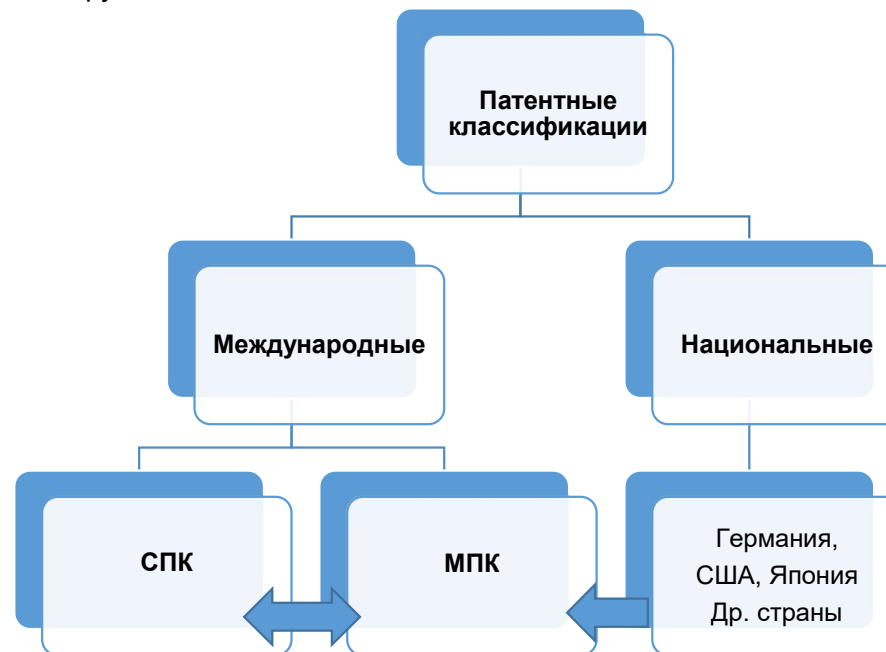 Патентные
классификации
Международные
Национальные
СПК
МПК
Германия,
США, Япония
Др. страны